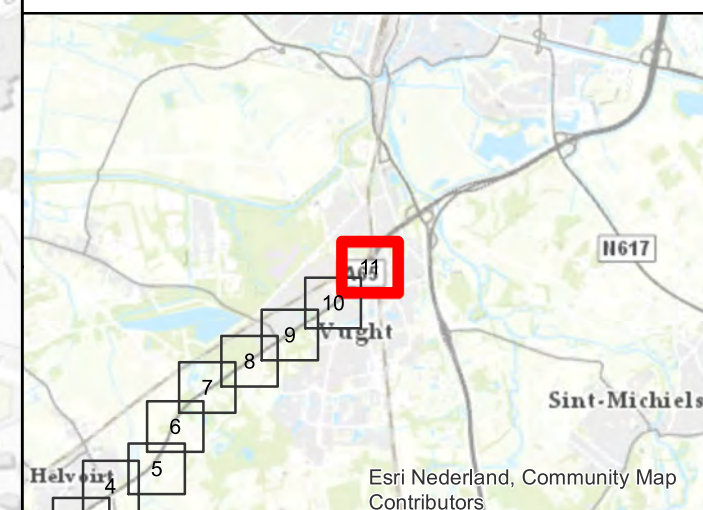 N617
11
10
Vught
9
8
7
Sint-Michiels
6
5
Helvoirt
4
Esri Nederland, Community Map
Contributors